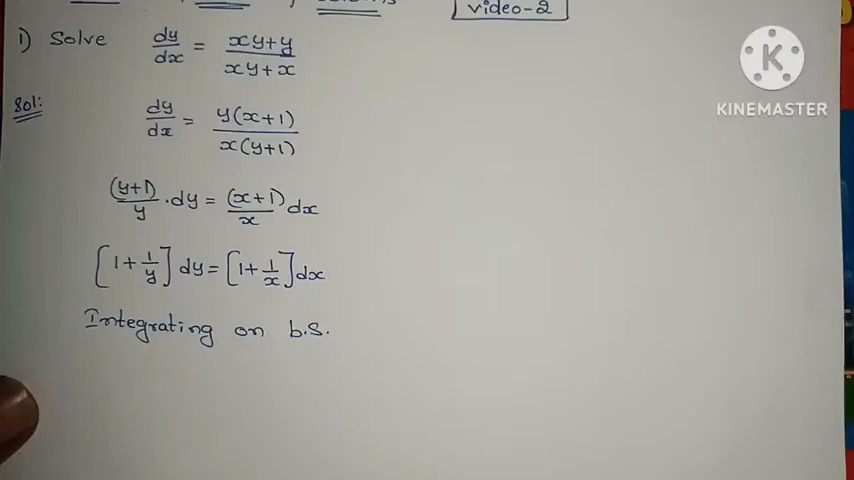 video-2
1) Solve dy/dx = xy+y/xy+x
Sol: dy/dx = y(x+1)/x(y+1)
(y+1)/y . dy = (x+1)/x dx
[1+1/y] dy = [1+1/x] dx
Integrating on b.s.
KINEMASTER